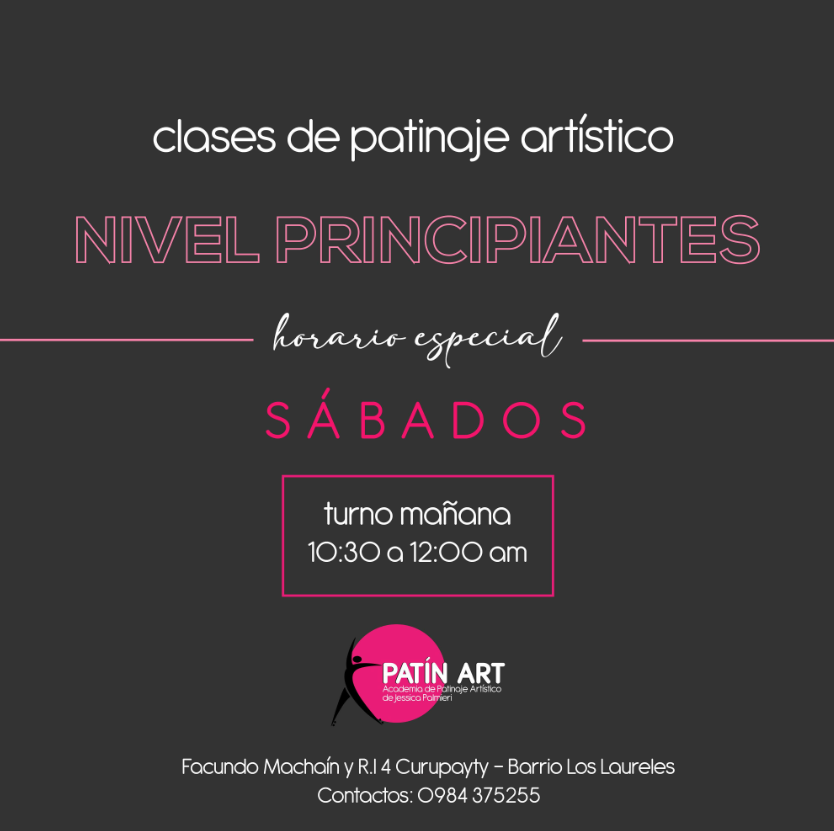 clases de patinaje artístico
NIVEL PRINCIPIANTES
horario especial
SÁBADOS
turno mañana
10:30 a 12:00 am
PATÍN ART
Academia de Patinaje Artístico
de Jessica Palmieri
Facundo Machaín y R.I 4 Curupayty - Barrio Los Laureles
Contactos: 0984 375255